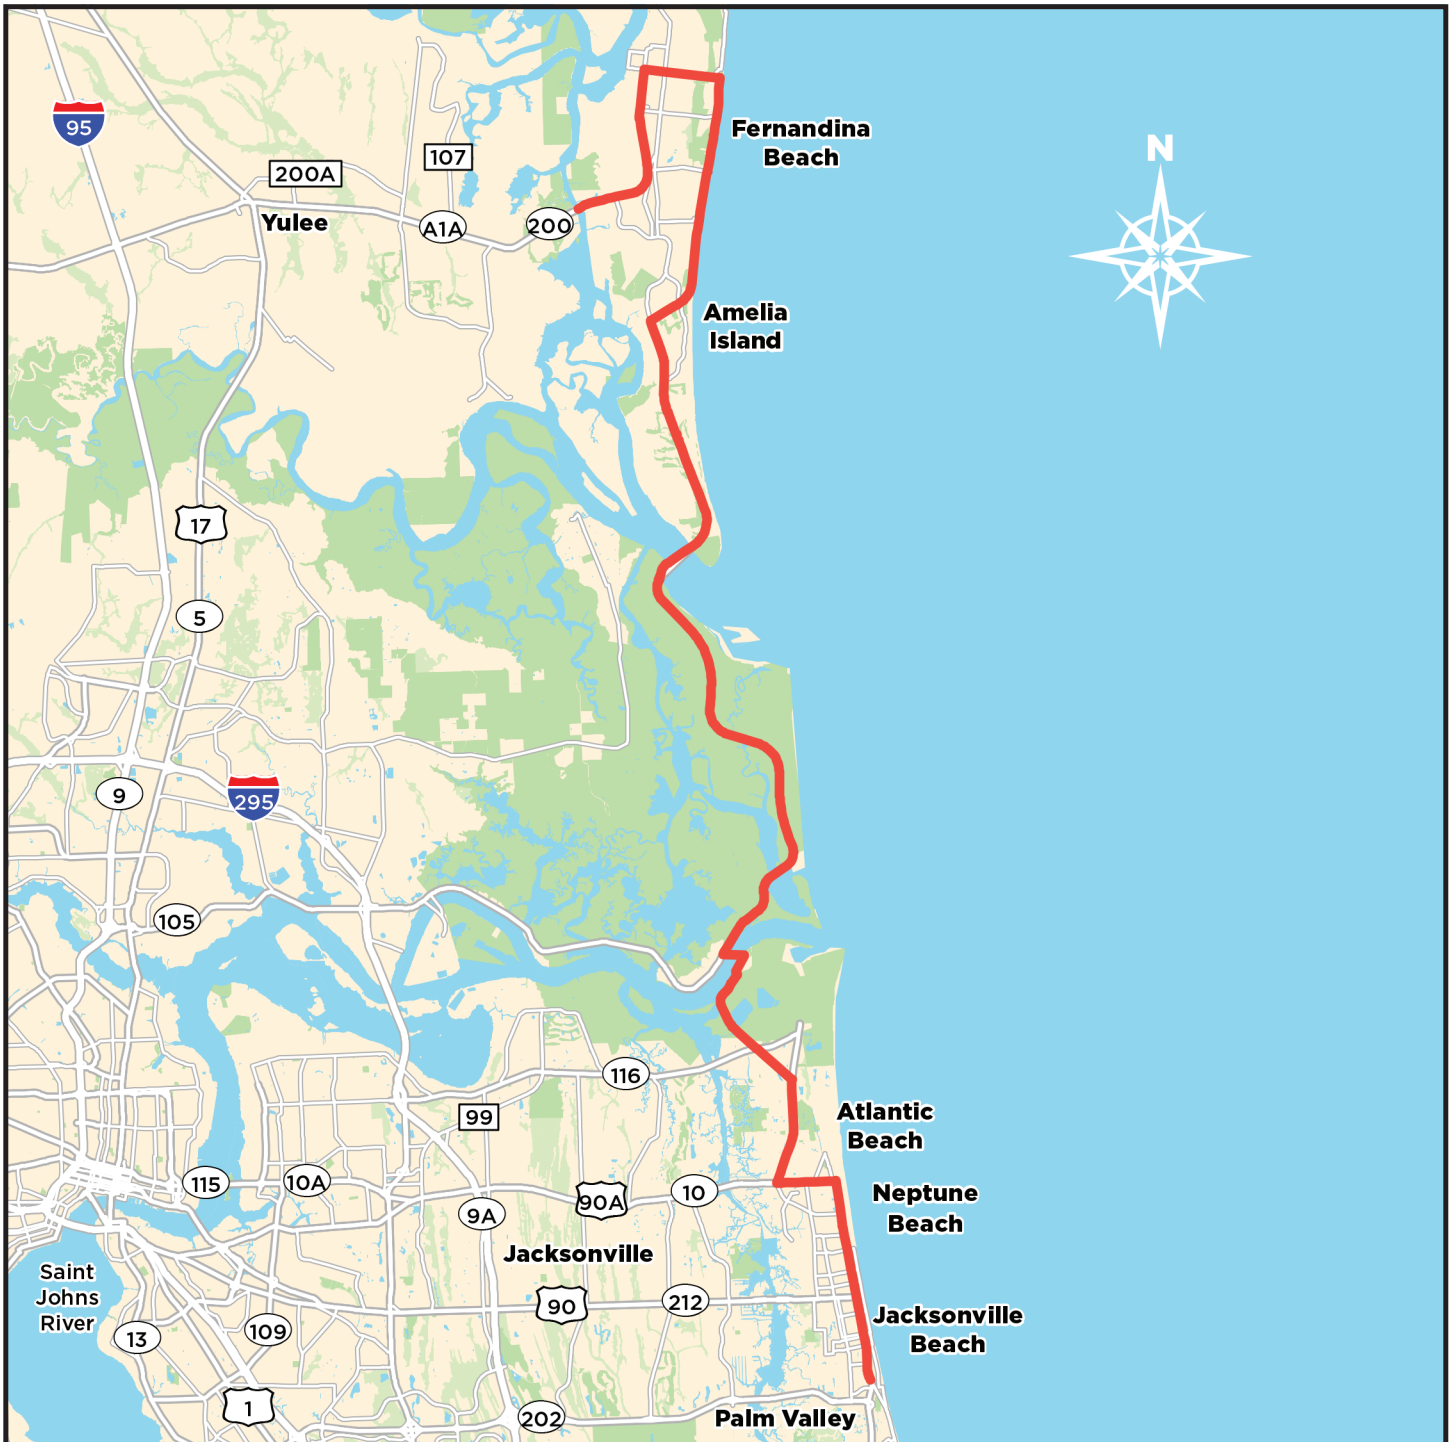 95
Fernandina
Beach
N
107
200A
Yulee
A1A
200
Amelia
Island
17
5
9
295
105
116
99
Atlantic
Beach
115
10A
90A
10
9A
Neptune
Beach
Jacksonville
Saint
Johns
River
90
212
Jacksonville
Beach
13
109
1
202
Palm Valley